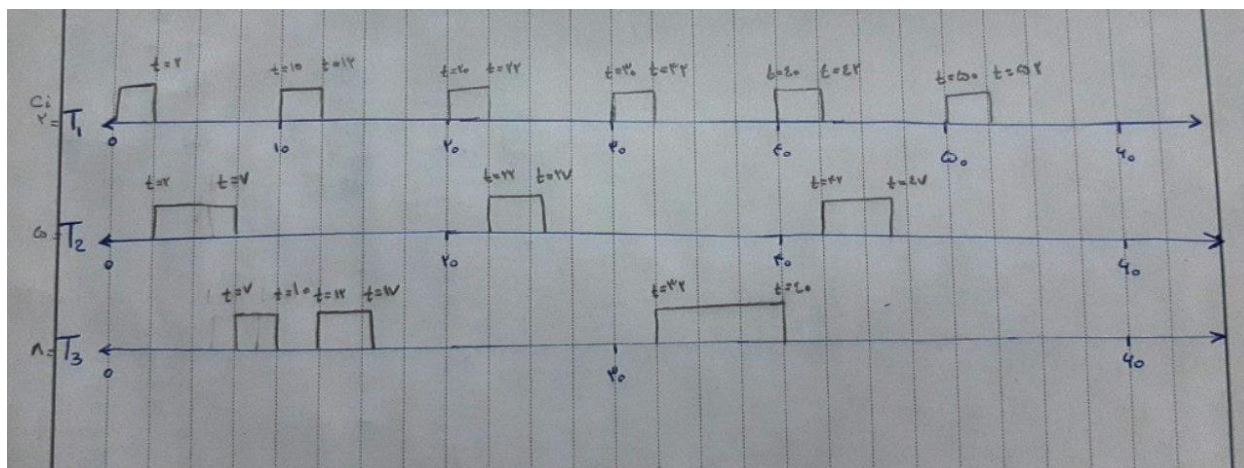 t=۲ t=۱۰ t=۱۲ t=۲۰ t=۲۲ t=۳۰ t=۳۲ t=۴۰ t=۴۲ t=۵۰ t=۵۲
Ci
۲= T1
۰ ۱۰ ۲۰ ۳۰ ۴۰ ۵۰ ۶۰
t=۲ t=۷ t=۲۲ t=۲۷ t=۴۲ t=۴۷
۵= T2
۰ ۲۰ ۴۰ ۶۰
t=۷ t=۱۰ t=۱۲ t=۱۷ t=۳۲ t=۴۰
۸= T3
۰ ۳۰ ۶۰